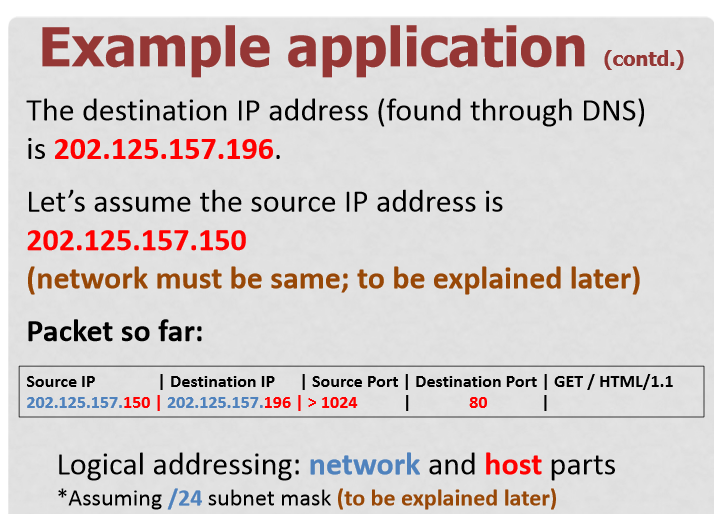 Example application (contd.)
The destination IP address (found through DNS)
is 202.125.157.196.
Let's assume the source IP address is
202.125.157.150
(network must be same; to be explained later)
Packet so far:
Source IP | Destination IP | Source Port | Destination Port | GET / HTML/1.1
202.125.157.150 | 202.125.157.196 | > 1024 | 80 |
Logical addressing: network and host parts
*Assuming /24 subnet mask (to be explained later)